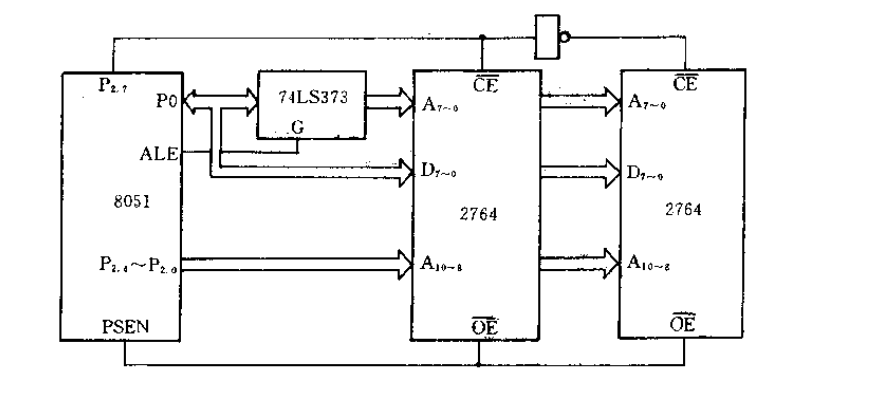 P2.7
P0
ALE
8051
P2.4~P2.0
PSEN
74LS373
G
CE
A7~0
D7~0
2764
A10~8
OE
CE
A7~0
D7~0
2764
A10~8
OE